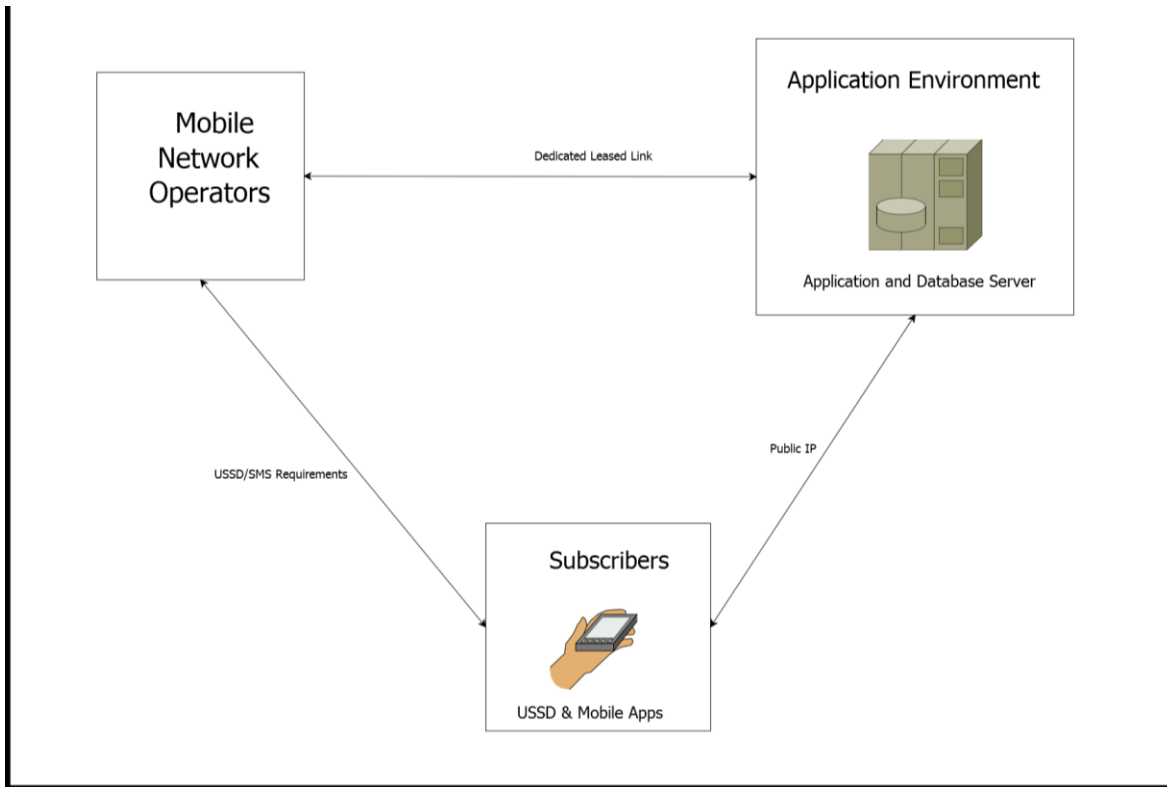 Mobile
Network
Operators
Dedicated Leased Link
Application Environment
Application and Database Server
USSD/SMS Requirements
Public IP
Subscribers
USSD & Mobile Apps